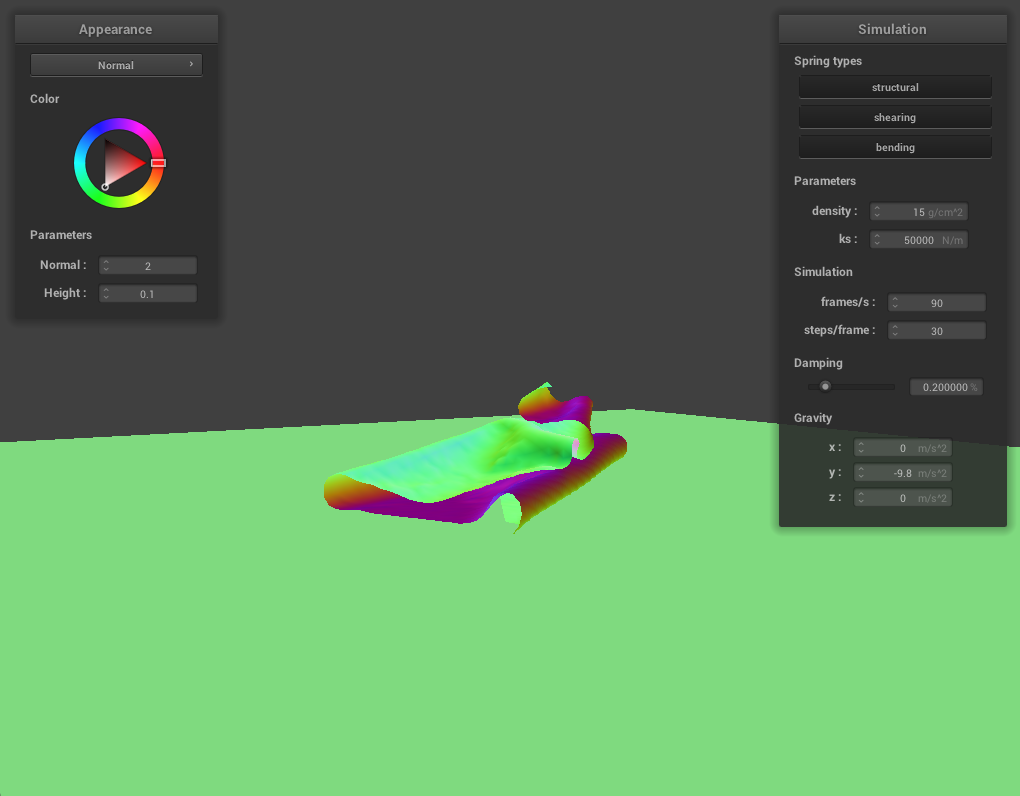 Appearance
Normal
Color
Parameters
Normal : 2
Height : 0.1
Simulation
Spring types
structural
shearing
bending
Parameters
density : 15 g/cm^2
ks : 50000 N/m
Simulation
frames/s : 90
steps/frame : 30
Damping
0.200000 %
Gravity
x : 0 m/s^2
y : -9.8 m/s^2
z : 0 m/s^2